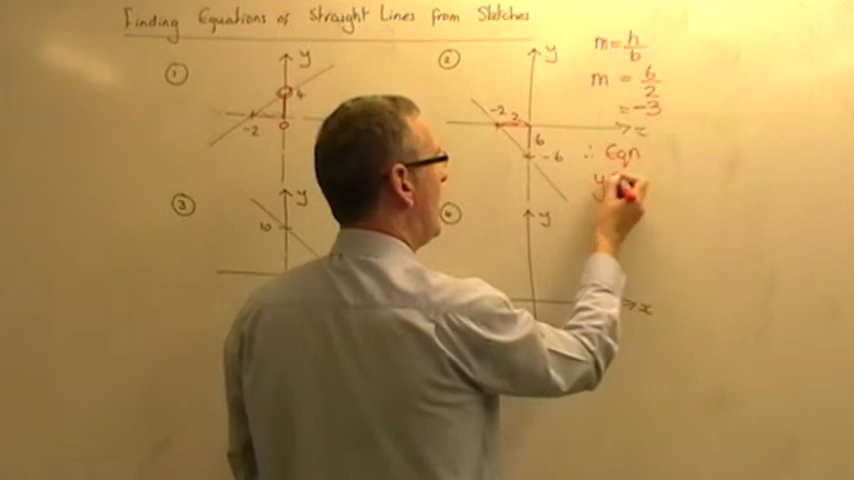 Finding Equations of Straight Lines from Sketches
① y 4 -2 0
② y -2 2 6 -6 x
m = h/b
m = 6/2
= -3
∴ Eqn
y
③ y 10
④ y x